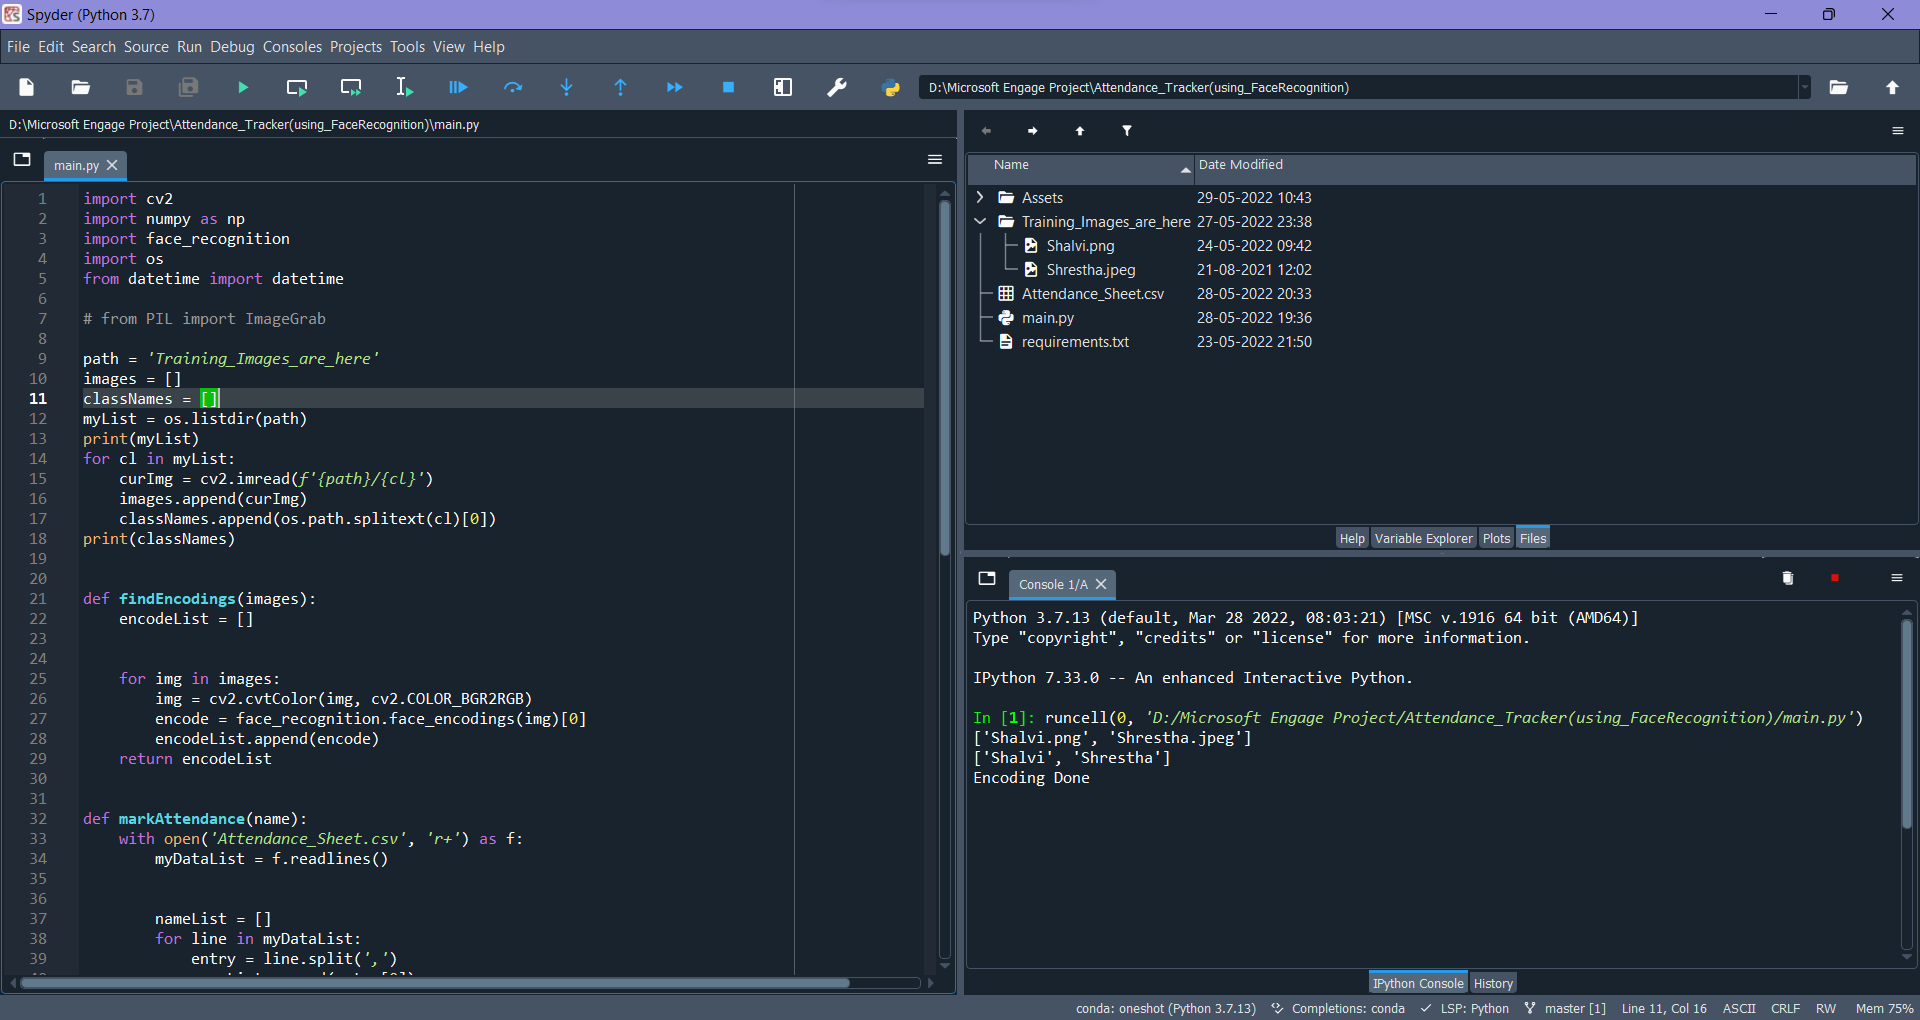 Spyder (Python 3.7)
File Edit Search Source Run Debug Consoles Projects Tools View Help
D:\Microsoft Engage Project\Attendance_Tracker(using_FaceRecognition)
D:\Microsoft Engage Project\Attendance_Tracker(using_FaceRecognition)\main.py
main.py
1 import cv2
2 import numpy as np
3 import face_recognition
4 import os
5 from datetime import datetime
6
7 # from PIL import ImageGrab
8
9 path = 'Training_Images_are_here'
10 images = []
11 classNames = []
12 myList = os.listdir(path)
13 print(myList)
14 for cl in myList:
15     curImg = cv2.imread(f'{path}/{cl}')
16     images.append(curImg)
17     classNames.append(os.path.splitext(cl)[0])
18 print(classNames)
19
20
21 def findEncodings(images):
22     encodeList = []
23
24
25     for img in images:
26         img = cv2.cvtColor(img, cv2.COLOR_BGR2RGB)
27         encode = face_recognition.face_encodings(img)[0]
28         encodeList.append(encode)
29     return encodeList
30
31
32 def markAttendance(name):
33     with open('Attendance_Sheet.csv', 'r+') as f:
34         myDataList = f.readlines()
35
36
37         nameList = []
38         for line in myDataList:
39             entry = line.split(',')
Name Date Modified
Assets 29-05-2022 10:43
Training_Images_are_here 27-05-2022 23:38
Shalvi.png 24-05-2022 09:42
Shrestha.jpeg 21-08-2021 12:02
Attendance_Sheet.csv 28-05-2022 20:33
main.py 28-05-2022 19:36
requirements.txt 23-05-2022 21:50
Help Variable Explorer Plots Files
Console 1/A
Python 3.7.13 (default, Mar 28 2022, 08:03:21) [MSC v.1916 64 bit (AMD64)]
Type "copyright", "credits" or "license" for more information.
IPython 7.33.0 -- An enhanced Interactive Python.
In [1]: runcell(0, 'D:/Microsoft Engage Project/Attendance_Tracker(using_FaceRecognition)/main.py')
['Shalvi.png', 'Shrestha.jpeg']
['Shalvi', 'Shrestha']
Encoding Done
IPython Console History
conda: oneshot (Python 3.7.13) Completions: conda LSP: Python master [1] Line 11, Col 16 ASCII CRLF RW Mem 75%